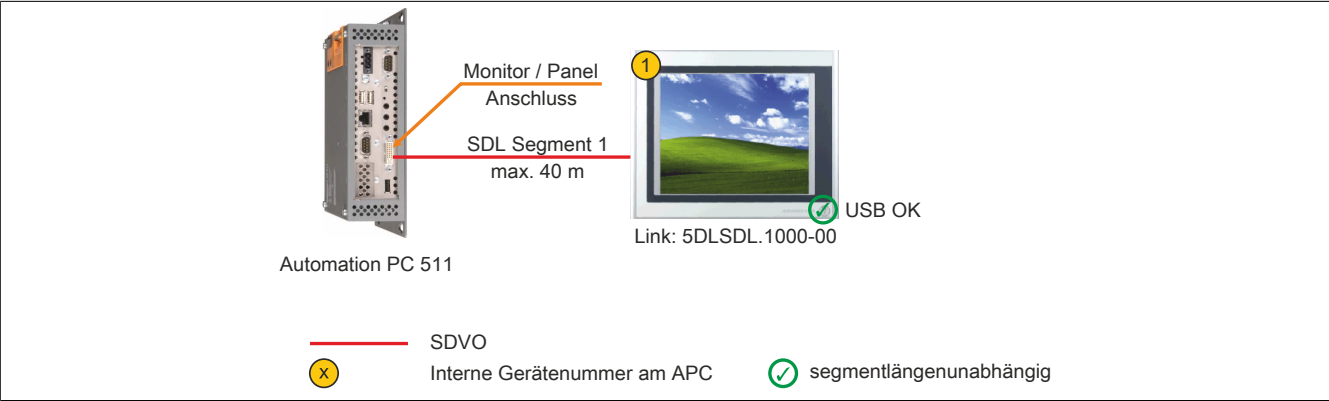 Monitor / Panel
Anschluss
1
SDL Segment 1
max. 40 m
USB OK
Link: 5DLSDL.1000-00
Automation PC 511
SDVO
x
Interne Gerätenummer am APC
segmentlängenunabhängig